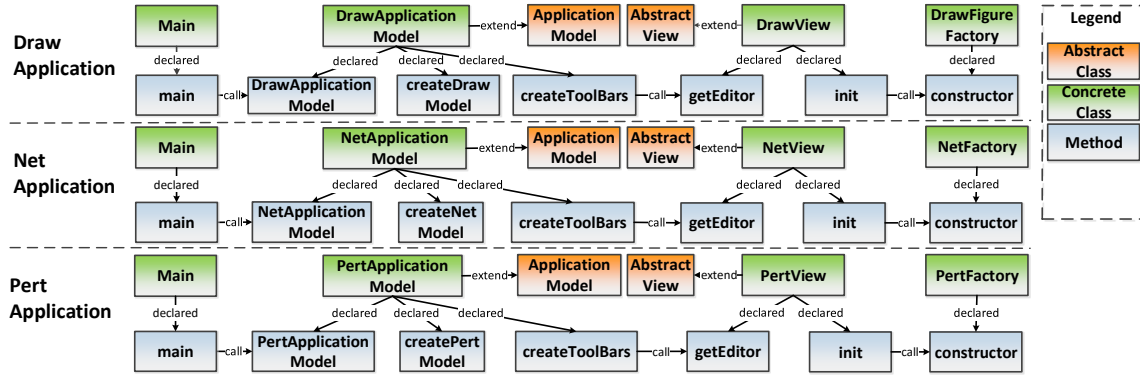 Draw
Application
Main
DrawApplication
Model
extend
Application
Model
Abstract
View
extend
DrawView
DrawFigure
Factory
declared
declared
declared
declared
declared
declared
declared
main
call
DrawApplication
Model
createDraw
Model
createToolBars
call
getEditor
init
call
constructor
Net
Application
Main
NetApplication
Model
extend
Application
Model
Abstract
View
extend
NetView
NetFactory
declared
declared
declared
declared
declared
declared
declared
main
call
NetApplication
Model
createNet
Model
createToolBars
call
getEditor
init
call
constructor
Pert
Application
Main
PertApplication
Model
extend
Application
Model
Abstract
View
extend
PertView
PertFactory
declared
declared
declared
declared
declared
declared
declared
main
call
PertApplication
Model
createPert
Model
createToolBars
call
getEditor
init
call
constructor
Legend
Abstract
Class
Concrete
Class
Method